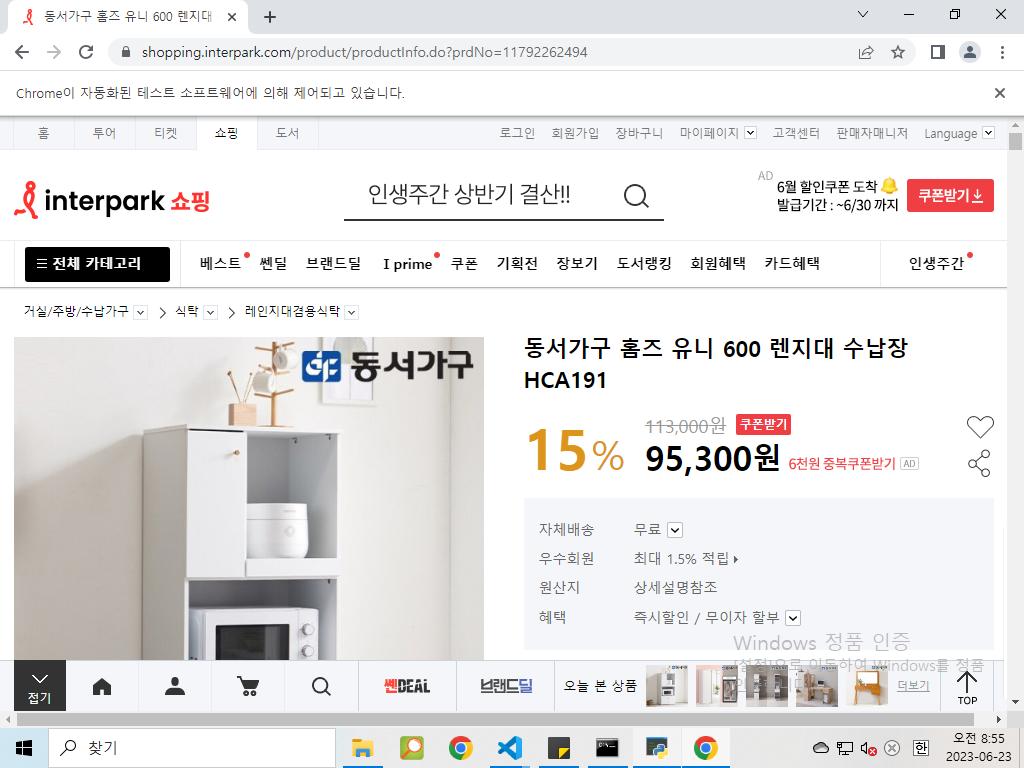 동서가구 홈즈 유니 600 렌지대
shopping.interpark.com/product/productInfo.do?prdNo=11792262494
Chrome이 자동화된 테스트 소프트웨어에 의해 제어되고 있습니다.
홈 투어 티켓 쇼핑 도서 로그인 회원가입 장바구니 마이페이지 고객센터 판매자매니저 Language
interpark 쇼핑
인생주간 상반기 결산!!
AD
6월 할인쿠폰 도착
발급기간 : ~6/30 까지
쿠폰받기
전체 카테고리 베스트 쎈딜 브랜드딜 I prime 쿠폰 기획전 장보기 도서랭킹 회원혜택 카드혜택 인생주간
거실/주방/수납가구 식탁 레인지대겸용식탁
동서가구
동서가구 홈즈 유니 600 렌지대 수납장
HCA191
15%
113,000원 쿠폰받기
95,300원 6천원 중복쿠폰받기 AD
자체배송 무료
우수회원 최대 1.5% 적립
원산지 상세설명참조
혜택 즉시할인 / 무이자 할부
Windows 정품 인증
[설정]으로 이동하여 Windows를 정품
접기
쎈DEAL
브랜드딜
오늘 본 상품
더보기
TOP
찾기
한
오전 8:55
2023-06-23